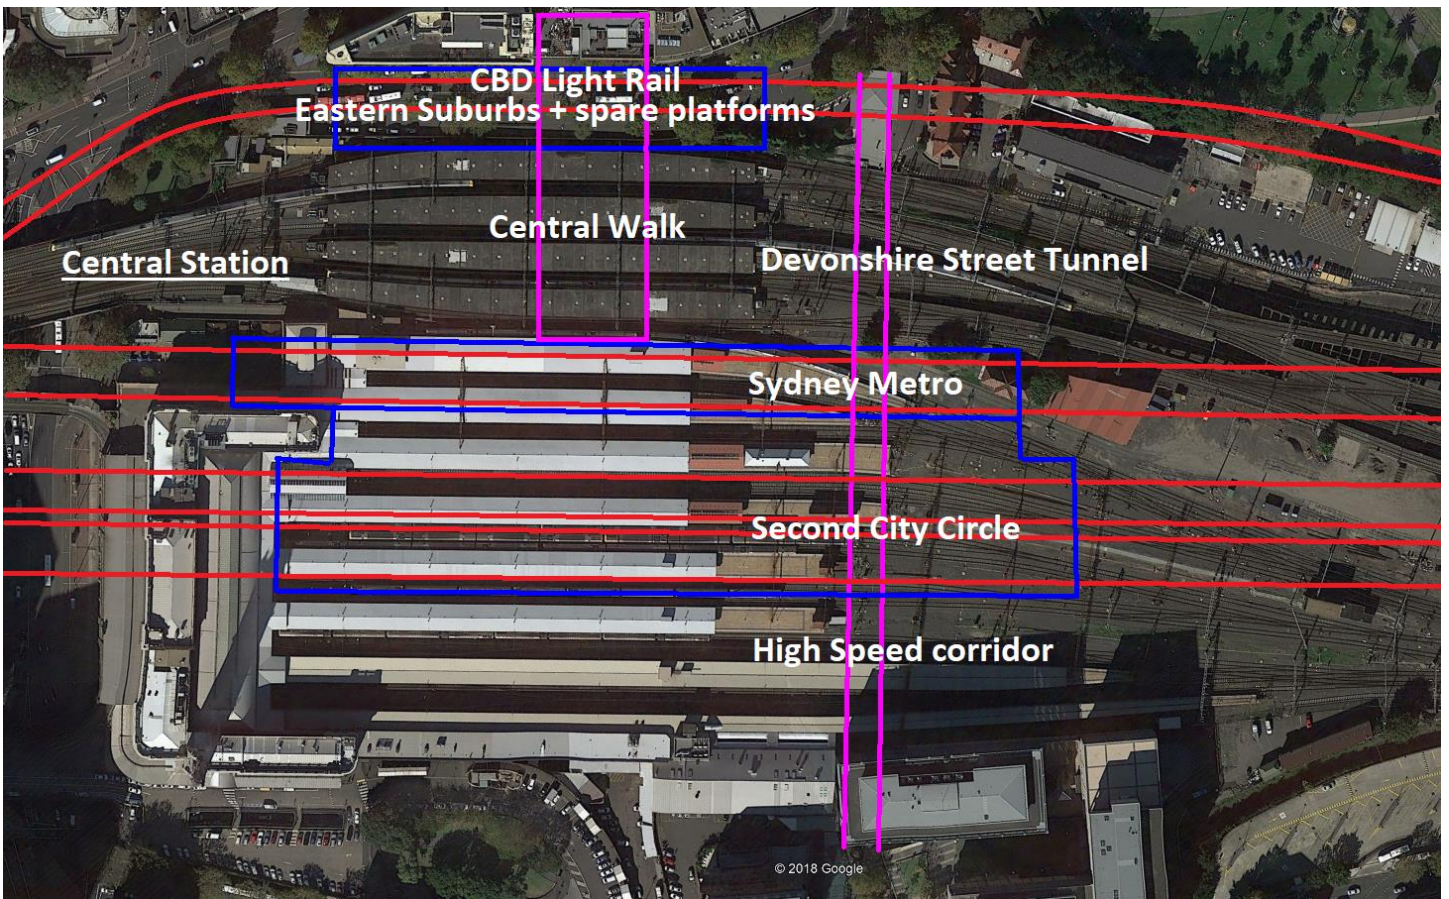 CBD Light Rail
Eastern Suburbs + spare platforms
Central Walk
Central Station
Devonshire Street Tunnel
Sydney Metro
Second City Circle
High Speed corridor
© 2018 Google